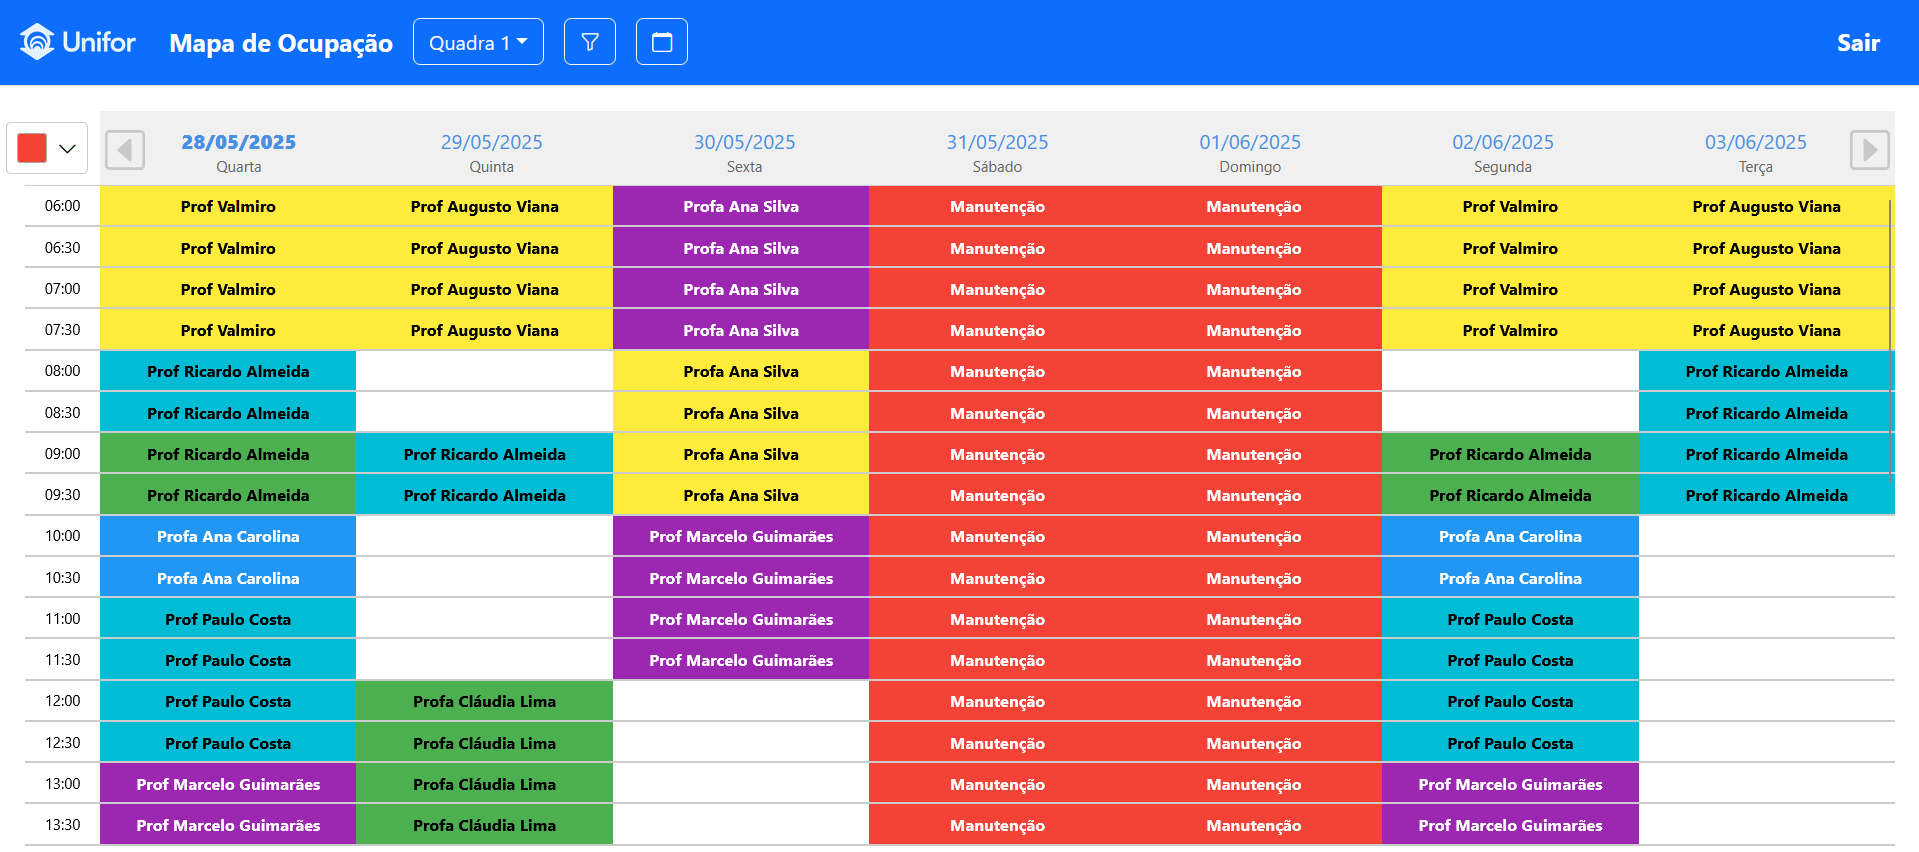 Unifor Mapa de Ocupação Quadra 1 Sair
28/05/2025 29/05/2025 30/05/2025 31/05/2025 01/06/2025 02/06/2025 03/06/2025
Quarta Quinta Sexta Sábado Domingo Segunda Terça
06:00 Prof Valmiro Prof Augusto Viana Profa Ana Silva Manutenção Manutenção Prof Valmiro Prof Augusto Viana
06:30 Prof Valmiro Prof Augusto Viana Profa Ana Silva Manutenção Manutenção Prof Valmiro Prof Augusto Viana
07:00 Prof Valmiro Prof Augusto Viana Profa Ana Silva Manutenção Manutenção Prof Valmiro Prof Augusto Viana
07:30 Prof Valmiro Prof Augusto Viana Profa Ana Silva Manutenção Manutenção Prof Valmiro Prof Augusto Viana
08:00 Prof Ricardo Almeida Profa Ana Silva Manutenção Manutenção Prof Ricardo Almeida
08:30 Prof Ricardo Almeida Profa Ana Silva Manutenção Manutenção Prof Ricardo Almeida
09:00 Prof Ricardo Almeida Prof Ricardo Almeida Profa Ana Silva Manutenção Manutenção Prof Ricardo Almeida Prof Ricardo Almeida
09:30 Prof Ricardo Almeida Prof Ricardo Almeida Profa Ana Silva Manutenção Manutenção Prof Ricardo Almeida Prof Ricardo Almeida
10:00 Profa Ana Carolina Prof Marcelo Guimarães Manutenção Manutenção Profa Ana Carolina
10:30 Profa Ana Carolina Prof Marcelo Guimarães Manutenção Manutenção Profa Ana Carolina
11:00 Prof Paulo Costa Prof Marcelo Guimarães Manutenção Manutenção Prof Paulo Costa
11:30 Prof Paulo Costa Prof Marcelo Guimarães Manutenção Manutenção Prof Paulo Costa
12:00 Prof Paulo Costa Profa Cláudia Lima Manutenção Manutenção Prof Paulo Costa
12:30 Prof Paulo Costa Profa Cláudia Lima Manutenção Manutenção Prof Paulo Costa
13:00 Prof Marcelo Guimarães Profa Cláudia Lima Manutenção Manutenção Prof Marcelo Guimarães
13:30 Prof Marcelo Guimarães Profa Cláudia Lima Manutenção Manutenção Prof Marcelo Guimarães